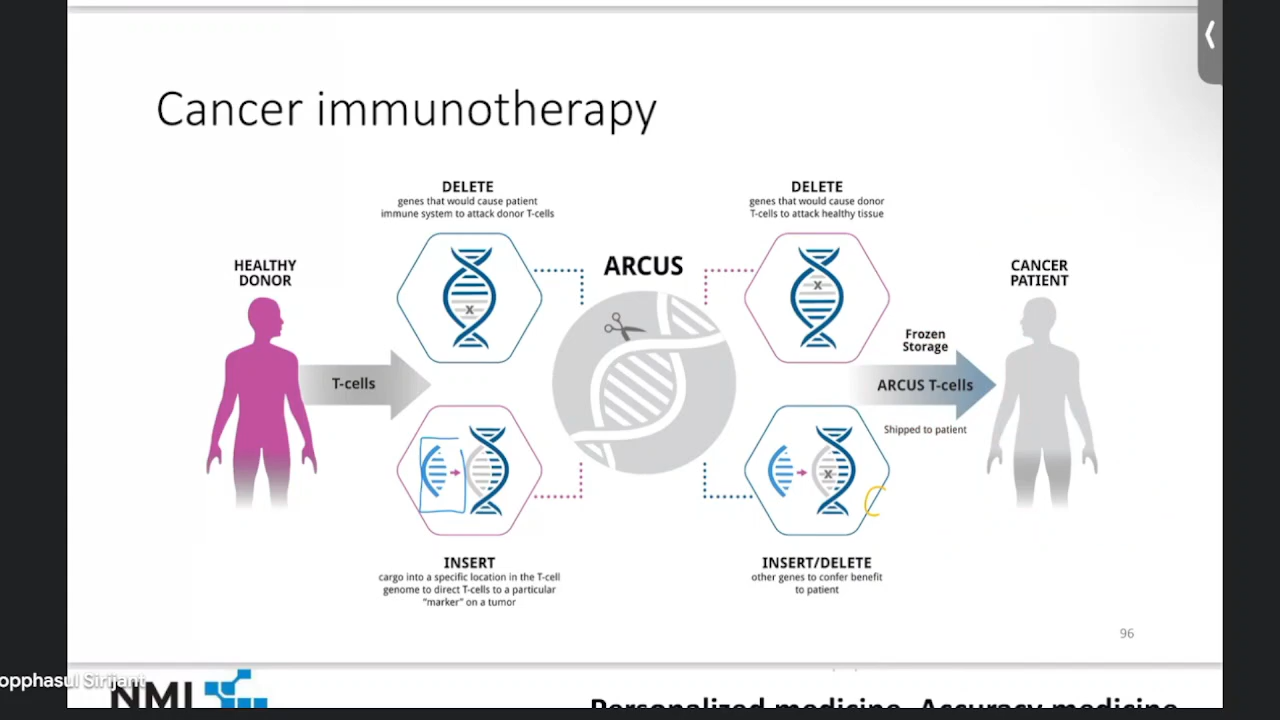 Cancer immunotherapy
DELETE
genes that would cause patient
immune system to attack donor T-cells
DELETE
genes that would cause donor
T-cells to attack healthy tissue
HEALTHY
DONOR
ARCUS
CANCER
PATIENT
x
x
Frozen
Storage
T-cells
ARCUS T-cells
Shipped to patient
x
INSERT
cargo into a specific location in the T-cell
genome to direct T-cells to a particular
"marker" on a tumor
INSERT/DELETE
other genes to confer benefit
to patient
96
opphasul Sirijant
NMI
Personalized medicine, Accuracy medicine